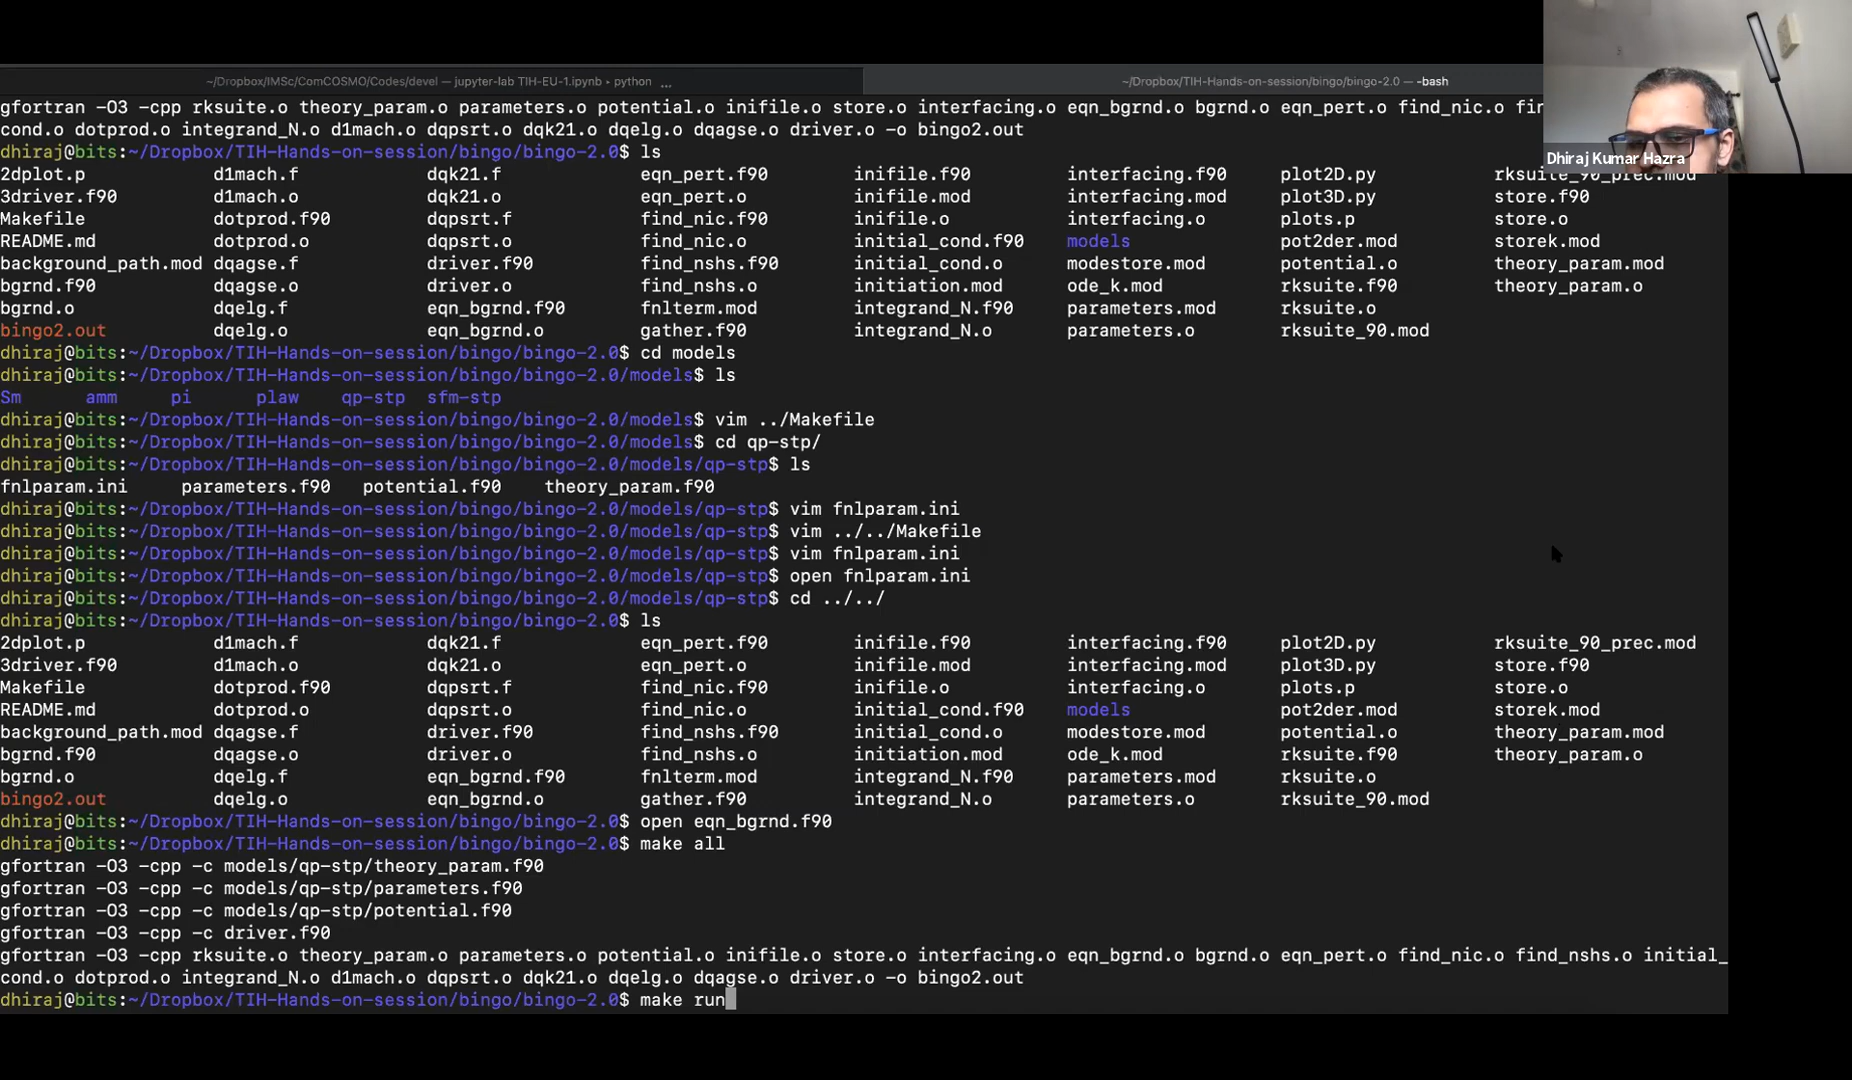 ~/Dropbox/IMSc/ComCOSMO/Codes/devel — jupyter-lab TIH-EU-1.ipynb ▸ python ... ~/Dropbox/TIH-Hands-on-session/bingo/bingo-2.0 — -bash
gfortran -O3 -cpp rksuite.o theory_param.o parameters.o potential.o inifile.o store.o interfacing.o eqn_bgrnd.o bgrnd.o eqn_pert.o find_nic.o
cond.o dotprod.o integrand_N.o d1mach.o dqpsrt.o dqk21.o dqelg.o dqagse.o driver.o -o bingo2.out
Dhiraj Kumar Hazra
dhiraj@bits:~/Dropbox/TIH-Hands-on-session/bingo/bingo-2.0$ ls
2dplot.p d1mach.f dqk21.f eqn_pert.f90 inifile.f90 interfacing.f90 plot2D.py rksuite_90_prec.mod
3driver.f90 d1mach.o dqk21.o eqn_pert.o inifile.mod interfacing.mod plot3D.py store.f90
Makefile dotprod.f90 dqpsrt.f find_nic.f90 inifile.o interfacing.o plots.p store.o
README.md dotprod.o dqpsrt.o find_nic.o initial_cond.f90 models pot2der.mod storek.mod
background_path.mod dqagse.f driver.f90 find_nshs.f90 initial_cond.o modestore.mod potential.o theory_param.mod
bgrnd.f90 dqagse.o driver.o find_nshs.o initiation.mod ode_k.mod rksuite.f90 theory_param.o
bgrnd.o dqelg.f eqn_bgrnd.f90 fnlterm.mod integrand_N.f90 parameters.mod rksuite.o
bingo2.out dqelg.o eqn_bgrnd.o gather.f90 integrand_N.o parameters.o rksuite_90.mod
dhiraj@bits:~/Dropbox/TIH-Hands-on-session/bingo/bingo-2.0$ cd models
dhiraj@bits:~/Dropbox/TIH-Hands-on-session/bingo/bingo-2.0/models$ ls
Sm amm pi plaw qp-stp sfm-stp
dhiraj@bits:~/Dropbox/TIH-Hands-on-session/bingo/bingo-2.0/models$ vim ../Makefile
dhiraj@bits:~/Dropbox/TIH-Hands-on-session/bingo/bingo-2.0/models$ cd qp-stp/
dhiraj@bits:~/Dropbox/TIH-Hands-on-session/bingo/bingo-2.0/models/qp-stp$ ls
fnlparam.ini parameters.f90 potential.f90 theory_param.f90
dhiraj@bits:~/Dropbox/TIH-Hands-on-session/bingo/bingo-2.0/models/qp-stp$ vim fnlparam.ini
dhiraj@bits:~/Dropbox/TIH-Hands-on-session/bingo/bingo-2.0/models/qp-stp$ vim ../../Makefile
dhiraj@bits:~/Dropbox/TIH-Hands-on-session/bingo/bingo-2.0/models/qp-stp$ vim fnlparam.ini
dhiraj@bits:~/Dropbox/TIH-Hands-on-session/bingo/bingo-2.0/models/qp-stp$ open fnlparam.ini
dhiraj@bits:~/Dropbox/TIH-Hands-on-session/bingo/bingo-2.0/models/qp-stp$ cd ../../
dhiraj@bits:~/Dropbox/TIH-Hands-on-session/bingo/bingo-2.0$ ls
2dplot.p d1mach.f dqk21.f eqn_pert.f90 inifile.f90 interfacing.f90 plot2D.py rksuite_90_prec.mod
3driver.f90 d1mach.o dqk21.o eqn_pert.o inifile.mod interfacing.mod plot3D.py store.f90
Makefile dotprod.f90 dqpsrt.f find_nic.f90 inifile.o interfacing.o plots.p store.o
README.md dotprod.o dqpsrt.o find_nic.o initial_cond.f90 models pot2der.mod storek.mod
background_path.mod dqagse.f driver.f90 find_nshs.f90 initial_cond.o modestore.mod potential.o theory_param.mod
bgrnd.f90 dqagse.o driver.o find_nshs.o initiation.mod ode_k.mod rksuite.f90 theory_param.o
bgrnd.o dqelg.f eqn_bgrnd.f90 fnlterm.mod integrand_N.f90 parameters.mod rksuite.o
bingo2.out dqelg.o eqn_bgrnd.o gather.f90 integrand_N.o parameters.o rksuite_90.mod
dhiraj@bits:~/Dropbox/TIH-Hands-on-session/bingo/bingo-2.0$ open eqn_bgrnd.f90
dhiraj@bits:~/Dropbox/TIH-Hands-on-session/bingo/bingo-2.0$ make all
gfortran -O3 -cpp -c models/qp-stp/theory_param.f90
gfortran -O3 -cpp -c models/qp-stp/parameters.f90
gfortran -O3 -cpp -c models/qp-stp/potential.f90
gfortran -O3 -cpp -c driver.f90
gfortran -O3 -cpp rksuite.o theory_param.o parameters.o potential.o inifile.o store.o interfacing.o eqn_bgrnd.o bgrnd.o eqn_pert.o find_nic.o find_nshs.o initial_
cond.o dotprod.o integrand_N.o d1mach.o dqpsrt.o dqk21.o dqelg.o dqagse.o driver.o -o bingo2.out
dhiraj@bits:~/Dropbox/TIH-Hands-on-session/bingo/bingo-2.0$ make run